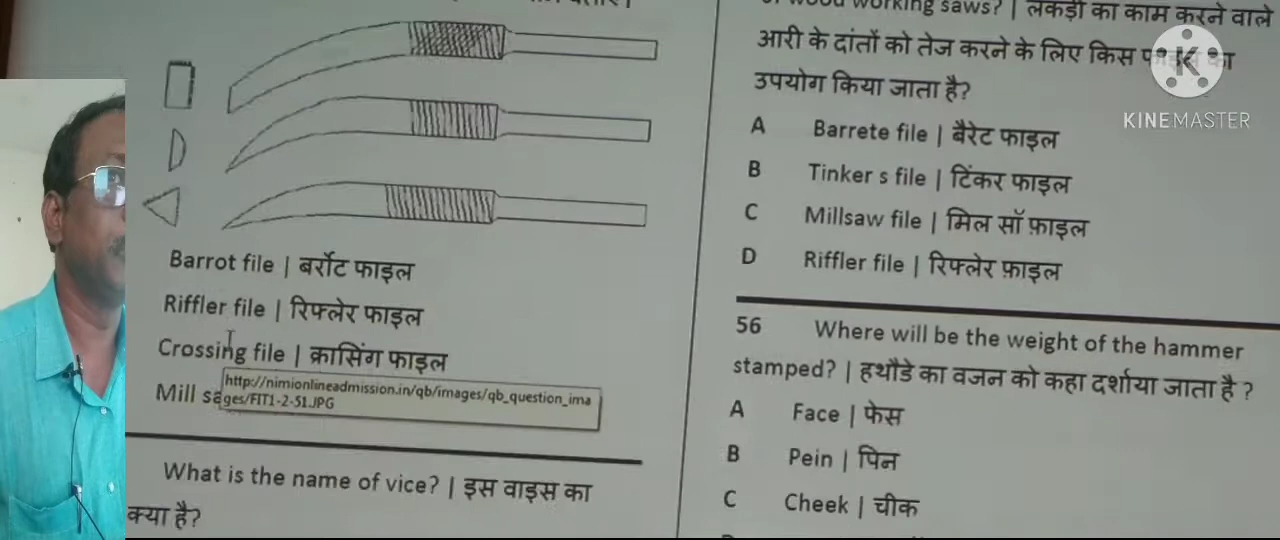 Barrot file | बर्रोट फाइल
Riffler file | रिफ्लेर फाइल
Crossing file | क्रासिंग फाइल
Mill sa
http://nimionlineadmission.in/qb/images/qb_question_ima
ges/FIT1-2-51.JPG
What is the name of vice? | इस वाइस का
क्या है?
working saws? | लकड़ी का काम करने वाले
आरी के दांतों को तेज करने के लिए किस फाइल का
उपयोग किया जाता है?
A Barrete file | बैरेट फाइल
B Tinker s file | टिंकर फाइल
C Millsaw file | मिल सॉ फ़ाइल
D Riffler file | रिफ्लेर फ़ाइल
56 Where will be the weight of the hammer
stamped? | हथौडे का वजन को कहा दर्शाया जाता है ?
A Face | फेस
B Pein | पिन
C Cheek | चीक
K
KINEMASTER